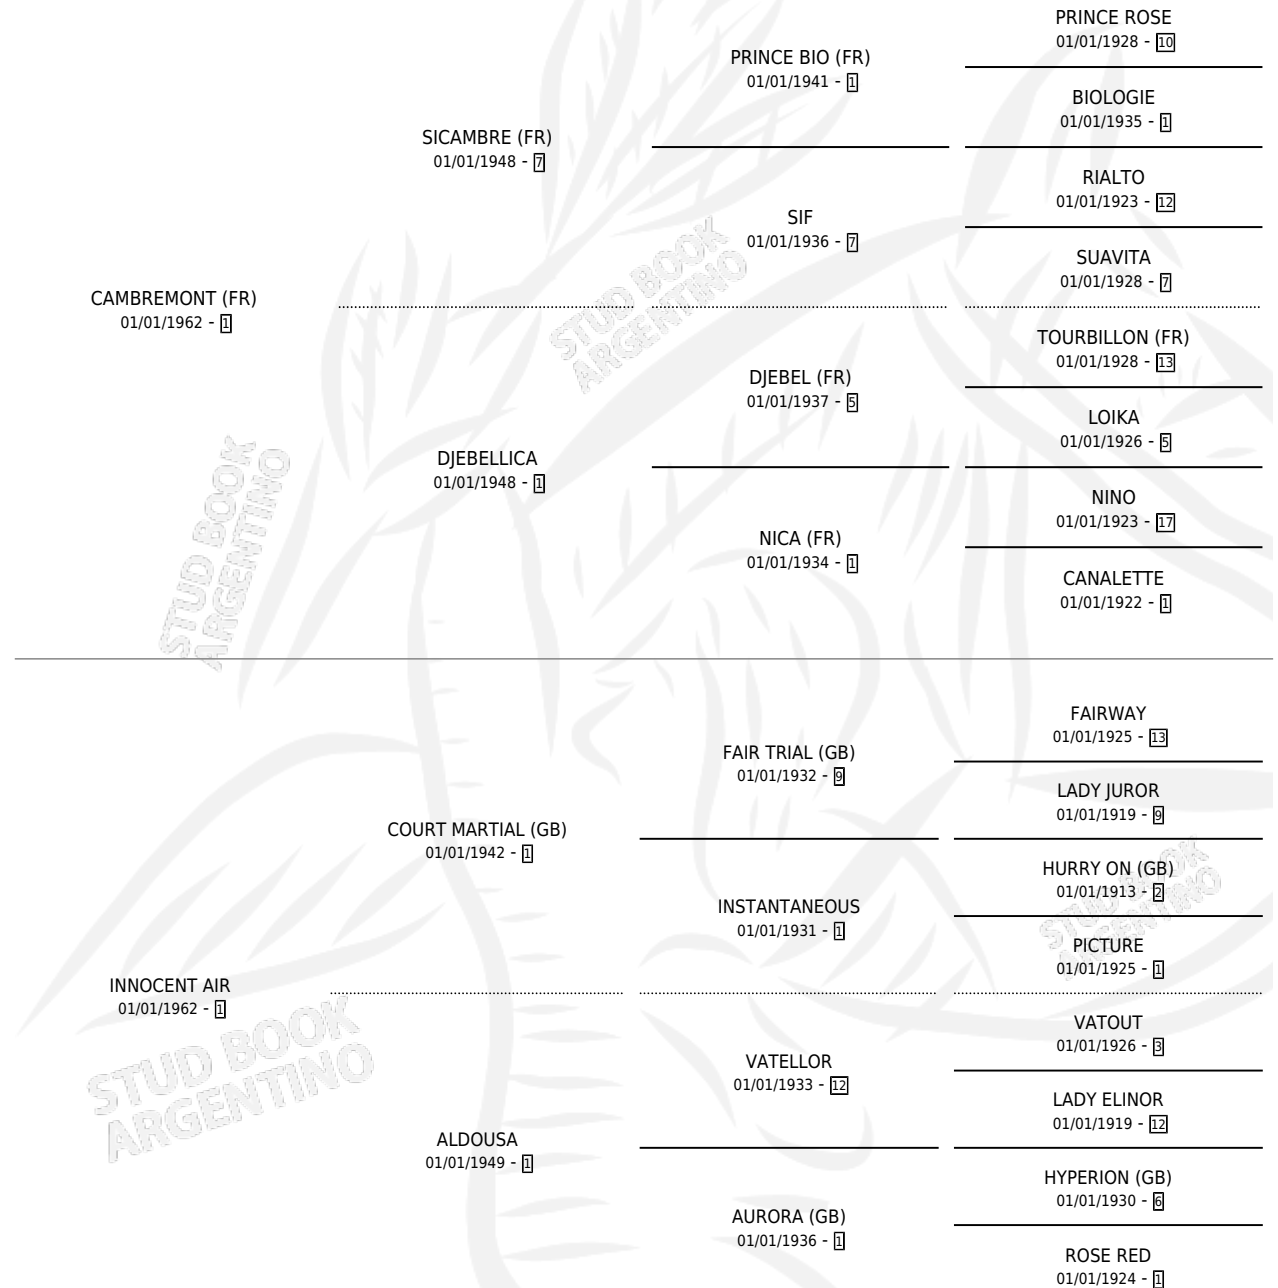 PRINCE ROSE
01/01/1928 - 10
PRINCE BIO (FR)
01/01/1941 - 1
BIOLOGIE
01/01/1935 - 1
SICAMBRE (FR)
01/01/1948 - 7
RIALTO
01/01/1923 - 12
SIF
01/01/1936 - 7
SUAVITA
01/01/1928 - 7
STUD BOOK
ARGENTINO
CAMBREMONT (FR)
01/01/1962 - 1
TOURBILLON (FR)
01/01/1928 - 13
DJEBEL (FR)
01/01/1937 - 5
LOIKA
01/01/1926 - 5
DJEBELLICA
01/01/1948 - 1
NINO
01/01/1923 - 17
NICA (FR)
01/01/1934 - 1
CANALETTE
01/01/1922 - 1
STUD BOOK
ARGENTINO
FAIRWAY
01/01/1925 - 13
FAIR TRIAL (GB)
01/01/1932 - 9
LADY JUROR
01/01/1919 - 9
COURT MARTIAL (GB)
01/01/1942 - 1
HURRY ON (GB)
01/01/1913 - 2
INSTANTANEOUS
01/01/1931 - 1
PICTURE
01/01/1925 - 1
STUD BOOK
ARGENTINO
INNOCENT AIR
01/01/1962 - 1
VATOUT
01/01/1926 - 3
VATELLOR
01/01/1933 - 12
LADY ELINOR
01/01/1919 - 12
STUD BOOK
ARGENTINO
ALDOUSA
01/01/1949 - 1
HYPERION (GB)
01/01/1930 - 6
AURORA (GB)
01/01/1936 - 1
ROSE RED
01/01/1924 - 1